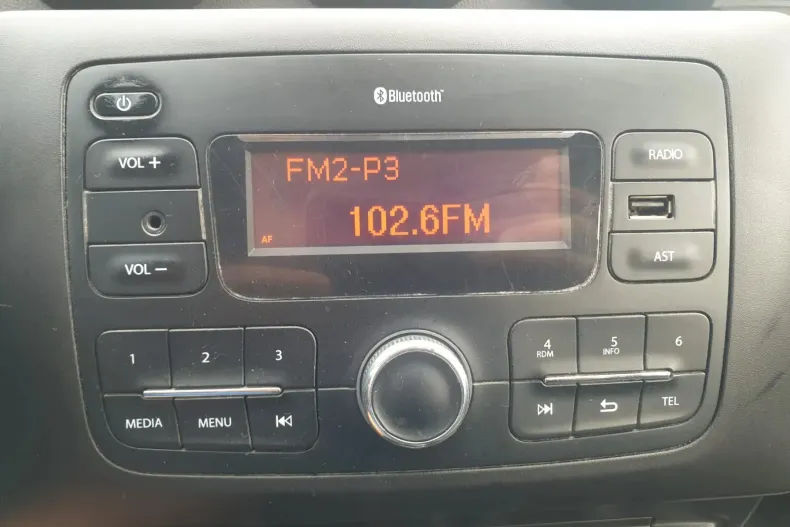 Bluetooth™
VOL +
VOL −
FM2-P3
102.6FM
AF
RADIO
AST
1
2
3
MEDIA
MENU
4
RDM
5
INFO
6
TEL